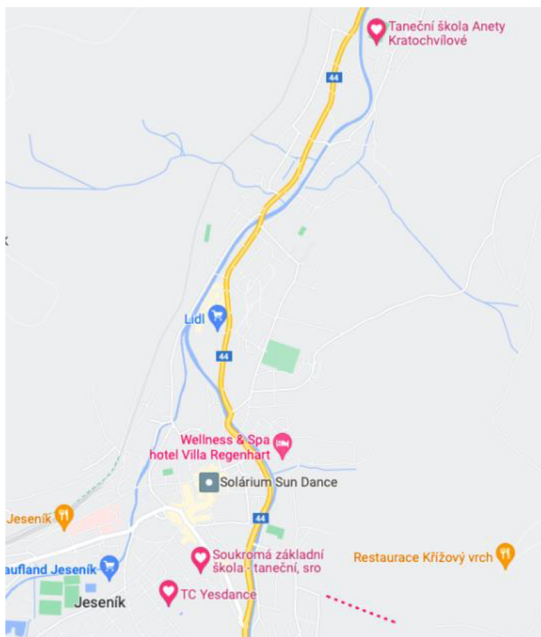 Taneční škola Anety
Kratochvílové
44
Lidl
44
Wellness & Spa
hotel Villa Regenhart
Solárium Sun Dance
Jeseník
44
Soukromá základní
škola - taneční, sro
Restaurace Křížový vrch
aufland Jeseník
TC Yesdance
Jeseník